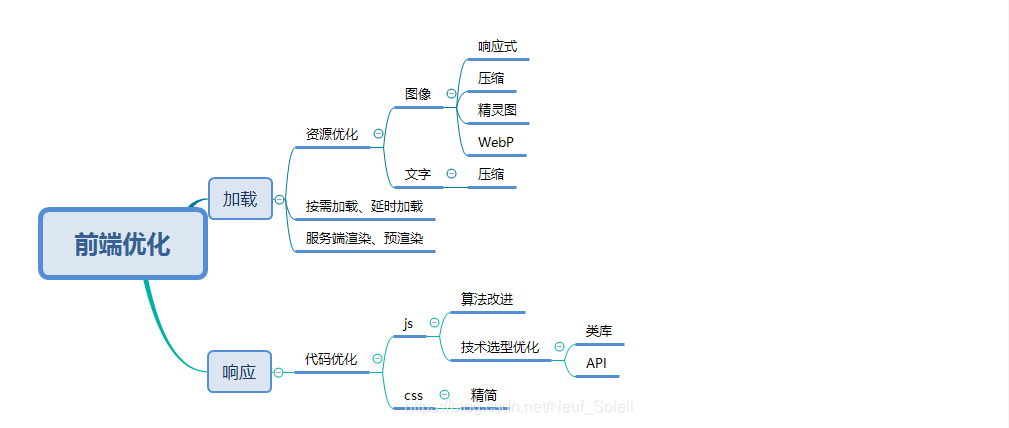 前端优化
加载
资源优化
图像
响应式
压缩
精灵图
WebP
文字
压缩
按需加载、延时加载
服务端渲染、预渲染
响应
代码优化
js
算法改进
技术选型优化
类库
API
css
精简
https://blog.csdn.net/Neuf_Soleil